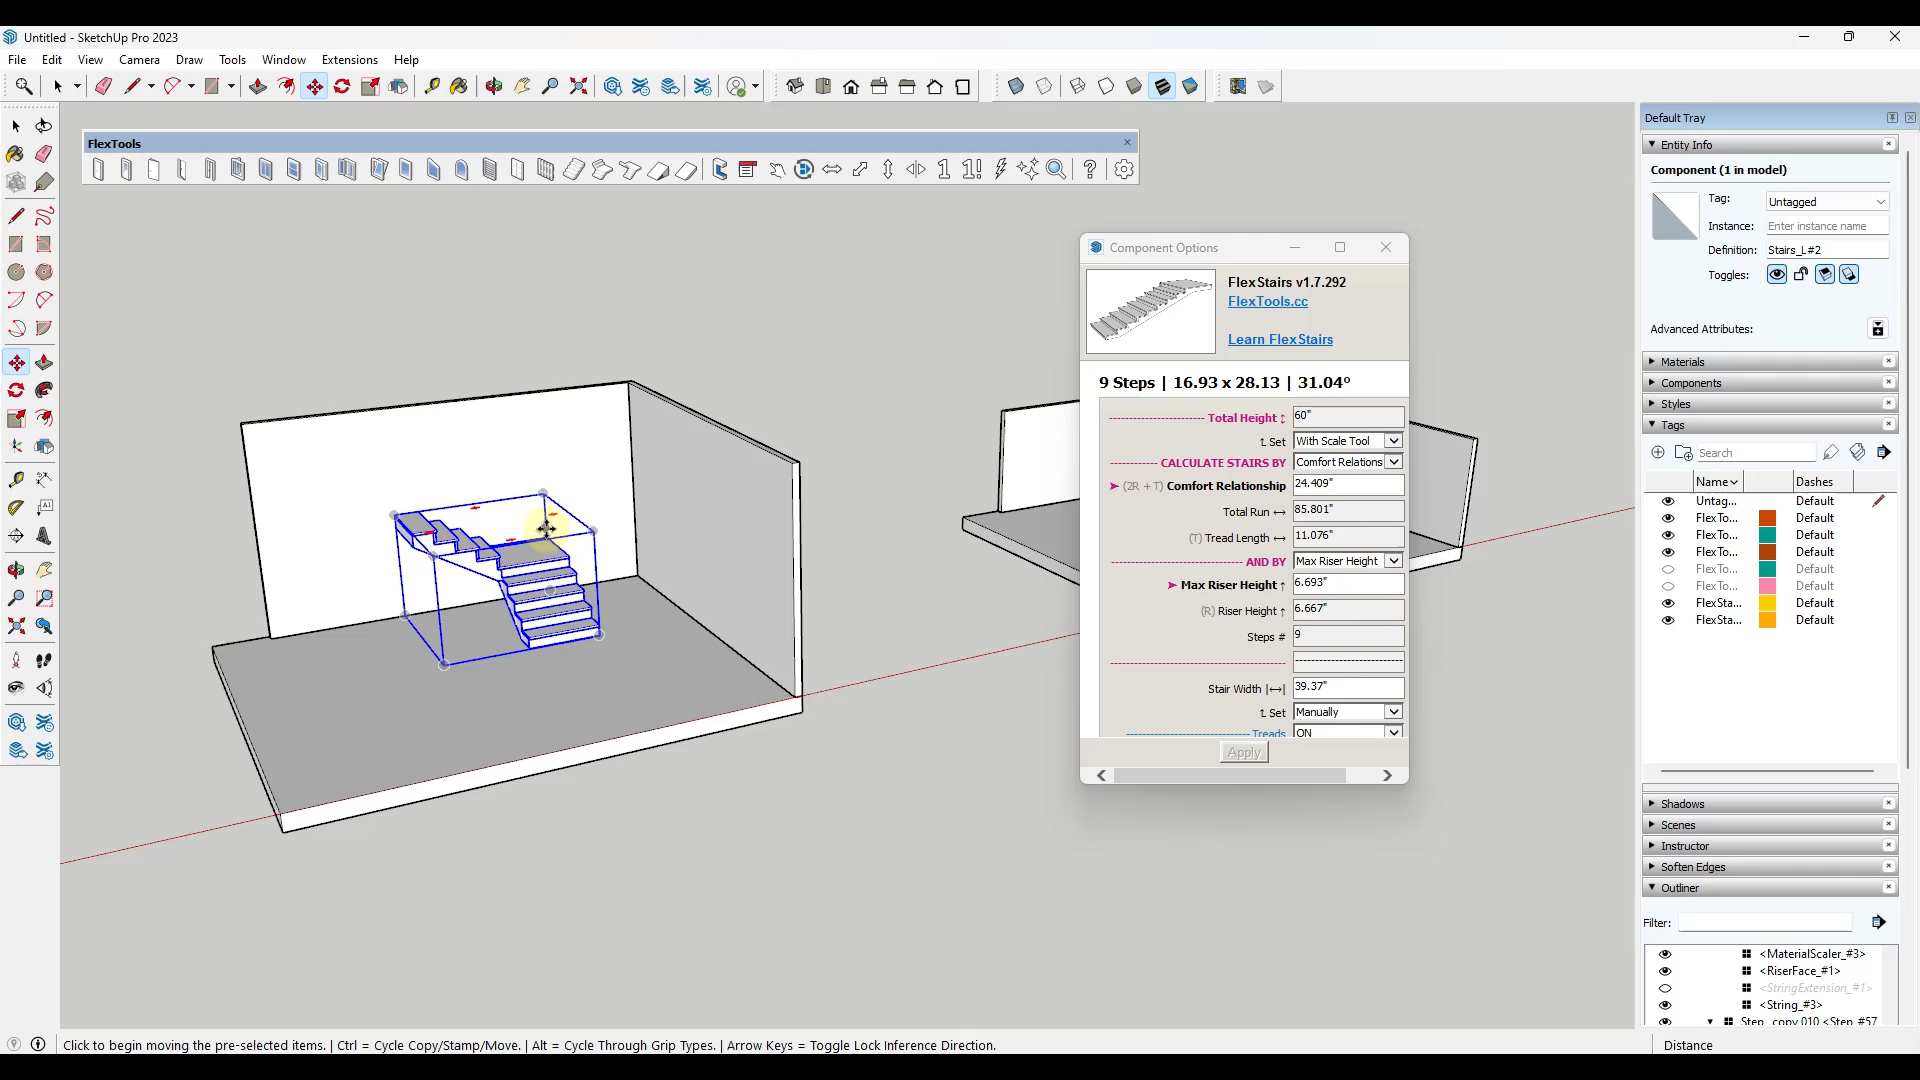 Untitled - SketchUp Pro 2023
File Edit View Camera Draw Tools Window Extensions Help
FlexTools
Component Options
FlexStairs v1.7.292
FlexTools.cc
Learn FlexStairs
9 Steps | 16.93 x 28.13 | 31.04º
Total Height ↕ 60"
Set With Scale Tool
CALCULATE STAIRS BY Comfort Relations
➤ (2R + T) Comfort Relationship 24.409"
Total Run ↔ 85.801"
(T) Tread Length ↔ 11.076"
AND BY Max Riser Height
➤ Max Riser Height ↑ 6.693"
(R) Riser Height ↑ 6.667"
Steps # 9
Stair Width |↔| 39.37"
Set Manually
Treads ON
Apply
Default Tray
Entity Info
Component (1 in model)
Tag: Untagged
Instance: Enter instance name
Definition: Stairs_L#2
Toggles:
Advanced Attributes:
Materials
Components
Styles
Tags
Search
Name Dashes
Untag... Default
FlexTo... Default
FlexTo... Default
FlexTo... Default
FlexTo... Default
FlexTo... Default
FlexSta... Default
FlexSta... Default
Shadows
Scenes
Instructor
Soften Edges
Outliner
Filter:
<MaterialScaler_#3>
<RiserFace_#1>
<StringExtension_#1>
<String_#3>
Step_copy 010 <Step_#57
Click to begin moving the pre-selected items. | Ctrl = Cycle Copy/Stamp/Move. | Alt = Cycle Through Grip Types. | Arrow Keys = Toggle Lock Inference Direction.
Distance